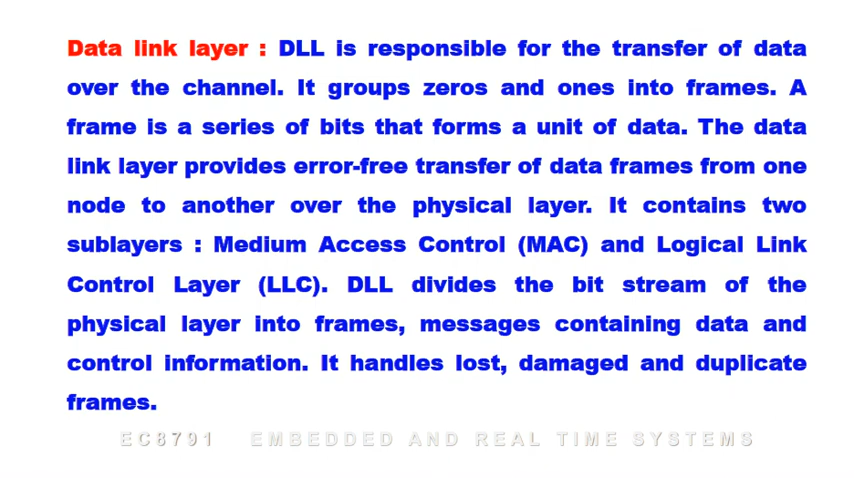 Data link layer : DLL is responsible for the transfer of data
over the channel. It groups zeros and ones into frames. A
frame is a series of bits that forms a unit of data. The data
link layer provides error-free transfer of data frames from one
node to another over the physical layer. It contains two
sublayers : Medium Access Control (MAC) and Logical Link
Control Layer (LLC). DLL divides the bit stream of the
physical layer into frames, messages containing data and
control information. It handles lost, damaged and duplicate
frames.
EC8791 EMBEDDED AND REAL TIME SYSTEMS